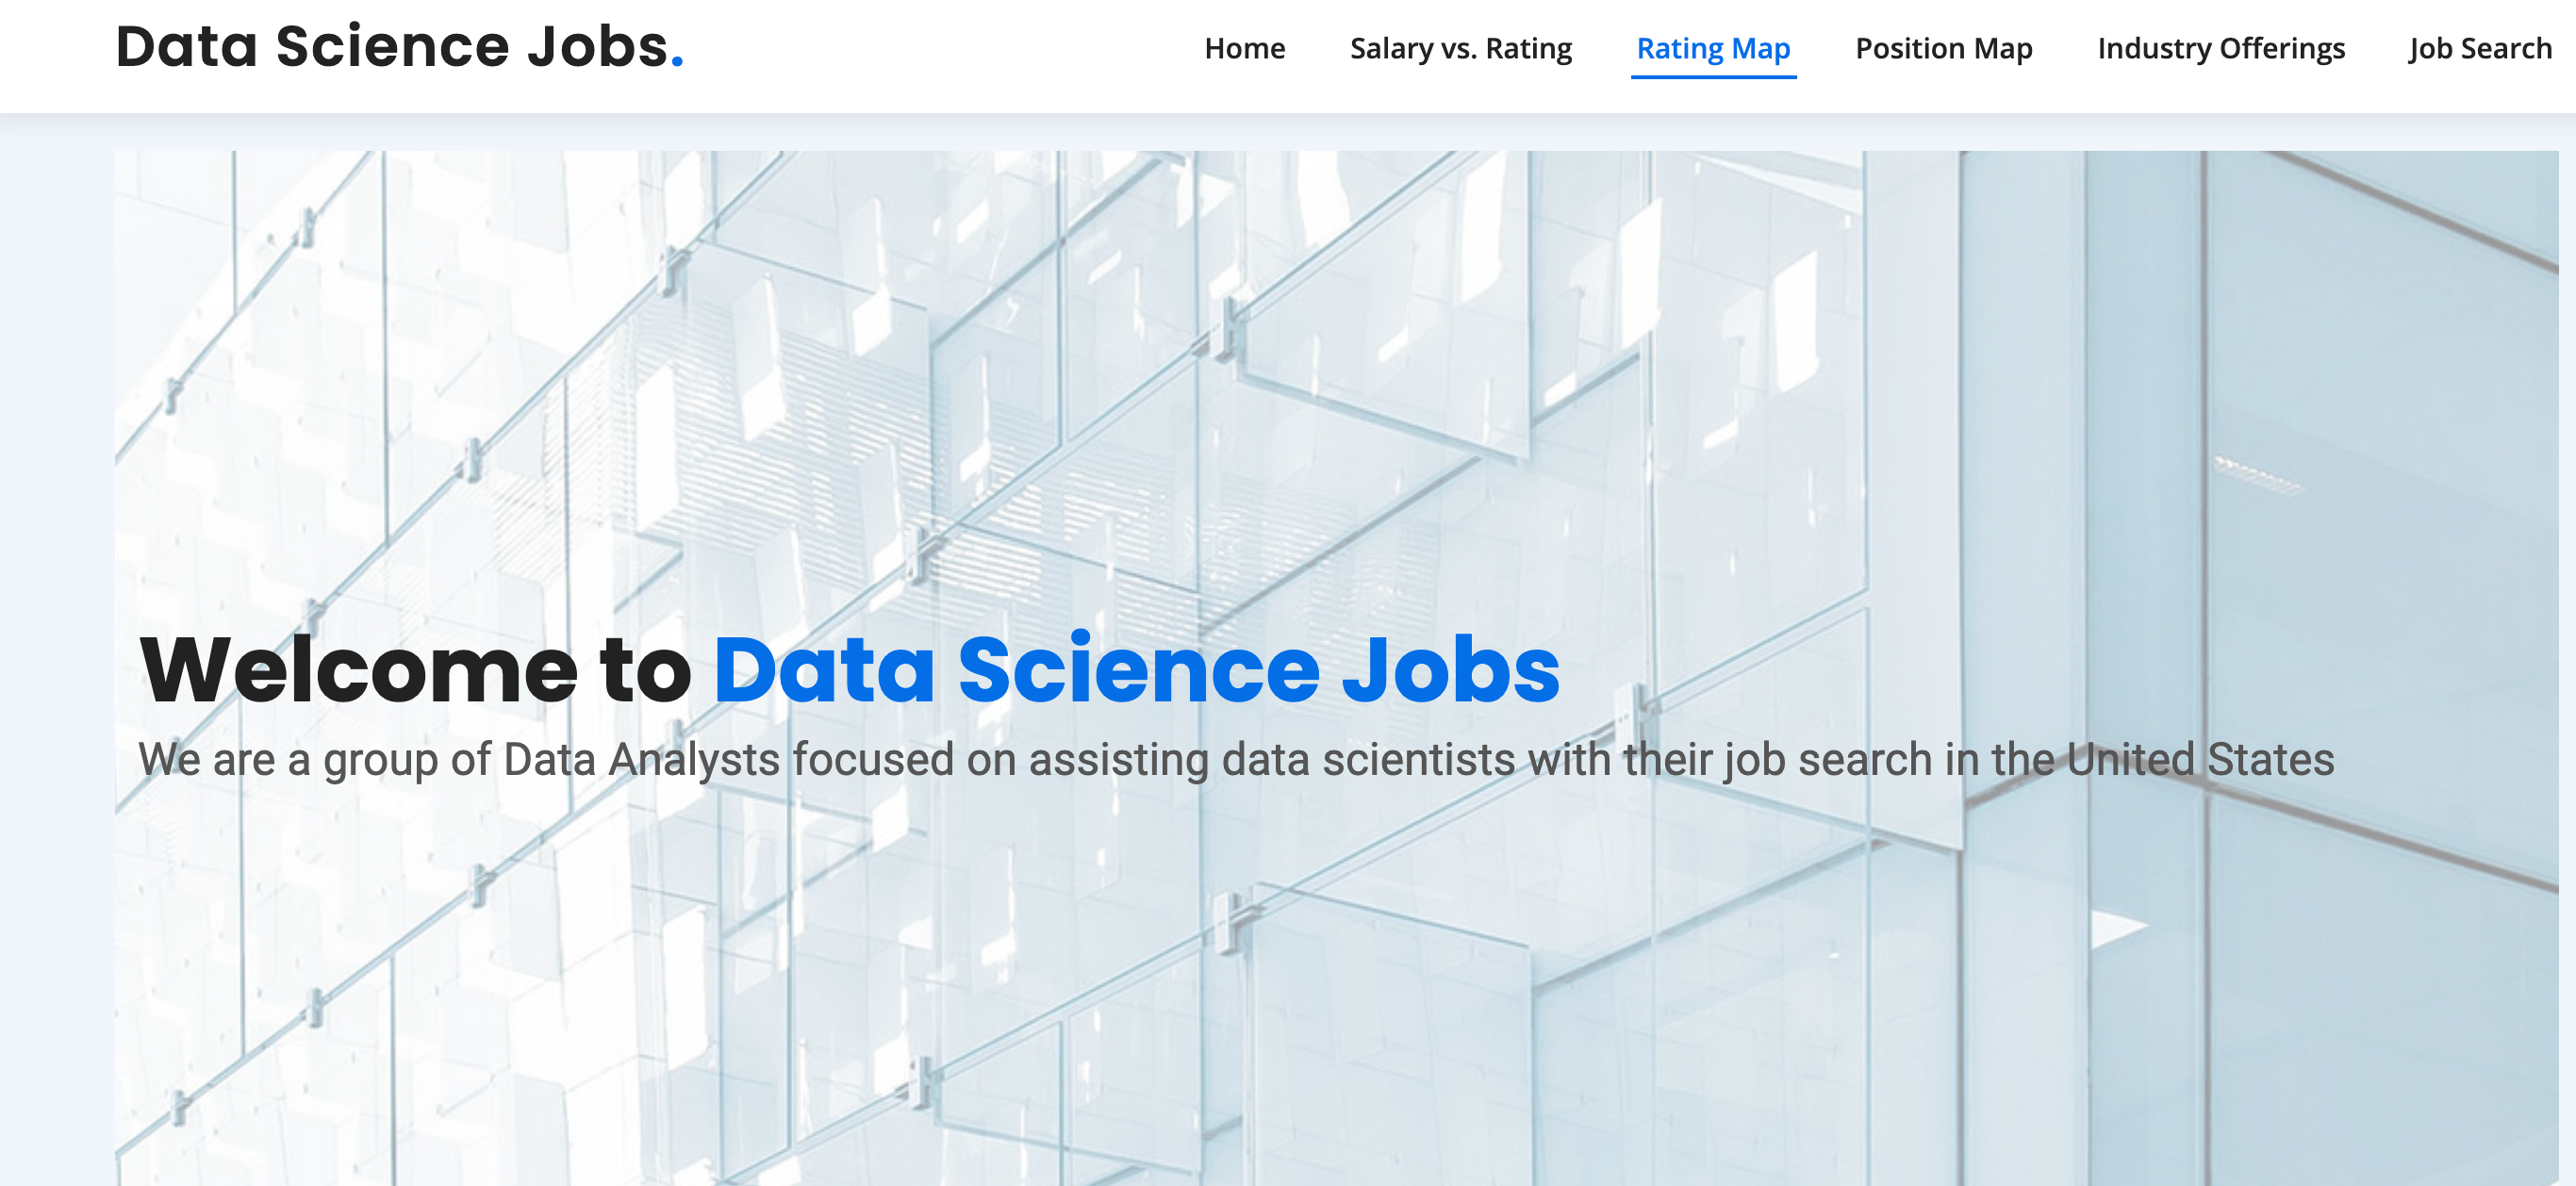 Data Science Jobs.
Home Salary vs. Rating Rating Map Position Map Industry Offerings Job Search
Welcome to Data Science Jobs
We are a group of Data Analysts focused on assisting data scientists with their job search in the United States